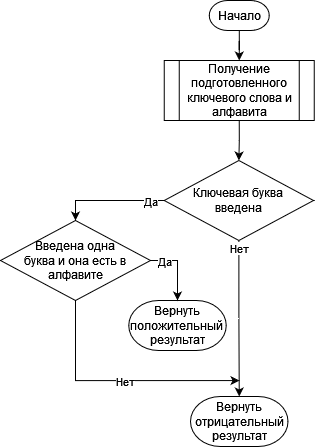 Начало
Получение
подготовленного
ключевого слова и
алфавита
Ключевая буква
введена
Да
Нет
Введена одна
буква и она есть в
алфавите
Да
Вернуть
положительный
результат
Нет
Вернуть
отрицательный
результат